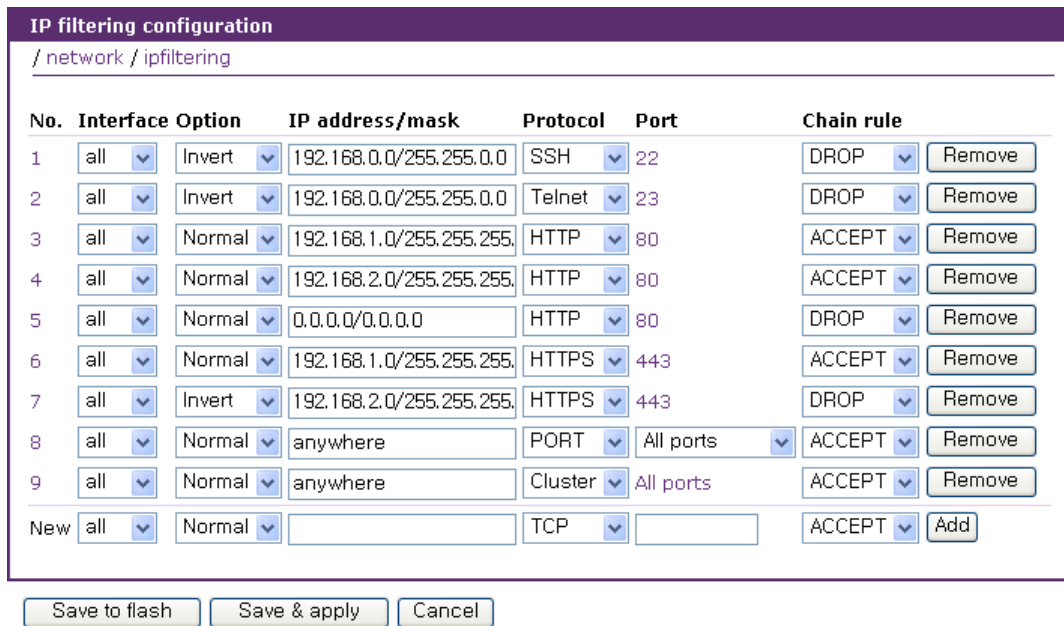 IP filtering configuration
/ network / ipfiltering
No. Interface Option IP address/mask Protocol Port Chain rule
1 all Invert 192.168.0.0/255.255.0.0 SSH 22 DROP Remove
2 all Invert 192.168.0.0/255.255.0.0 Telnet 23 DROP Remove
3 all Normal 192.168.1.0/255.255.255. HTTP 80 ACCEPT Remove
4 all Normal 192.168.2.0/255.255.255. HTTP 80 ACCEPT Remove
5 all Normal 0.0.0.0/0.0.0.0 HTTP 80 DROP Remove
6 all Normal 192.168.1.0/255.255.255. HTTPS 443 ACCEPT Remove
7 all Invert 192.168.2.0/255.255.255. HTTPS 443 DROP Remove
8 all Normal anywhere PORT All ports ACCEPT Remove
9 all Normal anywhere Cluster All ports ACCEPT Remove
New all Normal TCP ACCEPT Add
Save to flash Save & apply Cancel